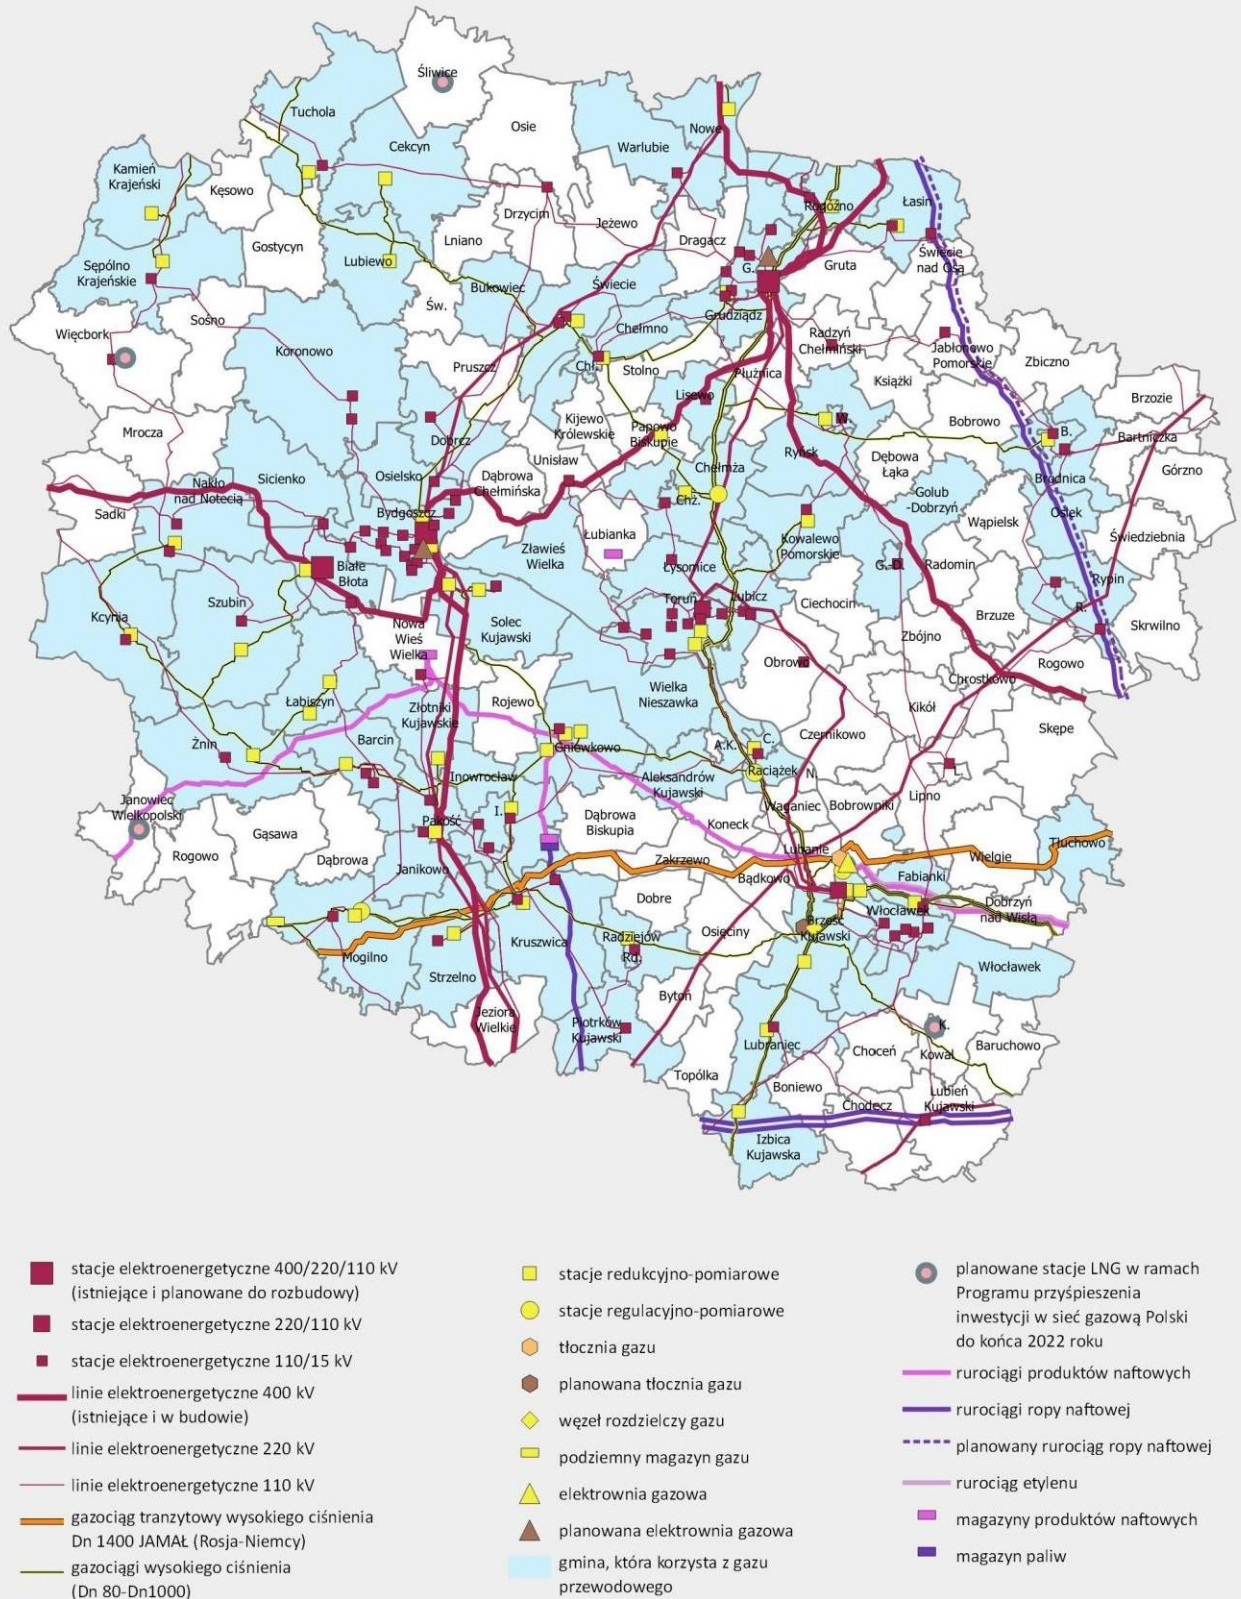 Śliwice
Tuchola
Osie
Nowe
Cekcyn
Warlubie
Kamień
Krajeński
Kęsowo
Rogóźno
Łasin
Drzycim
Jeżewo
Gostycyn
Lniano
Dragacz
Świecie
nad Osą
Lubiewo
Gruta
Sępólno
Krajeńskie
G.
Bukowiec
Świecie
Św.
Sośno
Grudziądz
Chełmno
Więcbork
Radzyń
Chełmiński
Koronowo
Jabłonowo
Pomorskie
Zbiczno
Pruszcz
Chł.
Stolno
Płużnica
Książki
Lisewo
Brzozie
Mrocza
Kijewo
Królewskie
W.
Bobrowo
Papowo
Biskupie
B.
Bartniczka
Dobrcz
Ryńsk
Dębowa
Łąka
Unisław
Górzno
Osielsko
Dąbrowa
Chełmińska
Chełmża
Sicienko
Nakło
nad Notecią
Brodnica
Golub
-Dobrzyń
Chż.
Sadki
Bydgoszcz
Osiek
Wąpielsk
Łubianka
Świedziebnia
Kowalewo
Pomorskie
Zławieś
Wielka
Białe
Błota
Łysomice
G.-D.
Radomin
Rypin
Toruń
Lubicz
Szubin
Ciechocin
R.
Kcynia
Nowa
Wieś
Wielka
Solec
Kujawski
Brzuze
Skrwilno
Zbójno
Obrowo
Rogowo
Chrostkowo
Wielka
Nieszawka
Łabiszyn
Złotniki
Kujawskie
Rojewo
Kikół
Skępe
Czernikowo
Barcin
Żnin
Gniewkowo
A.K.
C.
Raciążek
N.
L.
Inowrocław
Aleksandrów
Kujawski
Lipno
Waganiec
Bobrowniki
Janowiec
Wielkopolski
I.
Pakość
Dąbrowa
Biskupia
Koneck
Gąsawa
Lubanie
Tłuchowo
Rogowo
Dąbrowa
Janikowo
Zakrzewo
Wielgie
Bądkowo
Fabianki
Dobre
Dobrzyń
nad Wisłą
Włocławek
Brześć
Kujawski
Osięciny
Radziejów
Rd.
Kruszwica
Mogilno
Strzelno
Włocławek
Bytoń
Jeziora
Wielkie
Piotrków
Kujawski
K.
Lubraniec
Choceń
Kowal
Baruchowo
Topólka
Boniewo
Lubień
Kujawski
Chodecz
Izbica
Kujawska
stacje elektroenergetyczne 400/220/110 kV
(istniejące i planowane do rozbudowy)
stacje elektroenergetyczne 220/110 kV
stacje elektroenergetyczne 110/15 kV
linie elektroenergetyczne 400 kV
(istniejące i w budowie)
linie elektroenergetyczne 220 kV
linie elektroenergetyczne 110 kV
gazociąg tranzytowy wysokiego ciśnienia
Dn 1400 JAMAŁ (Rosja-Niemcy)
gazociągi wysokiego ciśnienia
(Dn 80-Dn1000)
stacje redukcyjno-pomiarowe
stacje regulacyjno-pomiarowe
tłocznia gazu
planowana tłocznia gazu
węzeł rozdzielczy gazu
podziemny magazyn gazu
elektrownia gazowa
planowana elektrownia gazowa
gmina, która korzysta z gazu
przewodowego
planowane stacje LNG w ramach
Programu przyśpieszenia
inwestycji w sieć gazową Polski
do końca 2022 roku
rurociągi produktów naftowych
rurociągi ropy naftowej
planowany rurociąg ropy naftowej
rurociąg etylenu
magazyny produktów naftowych
magazyn paliw